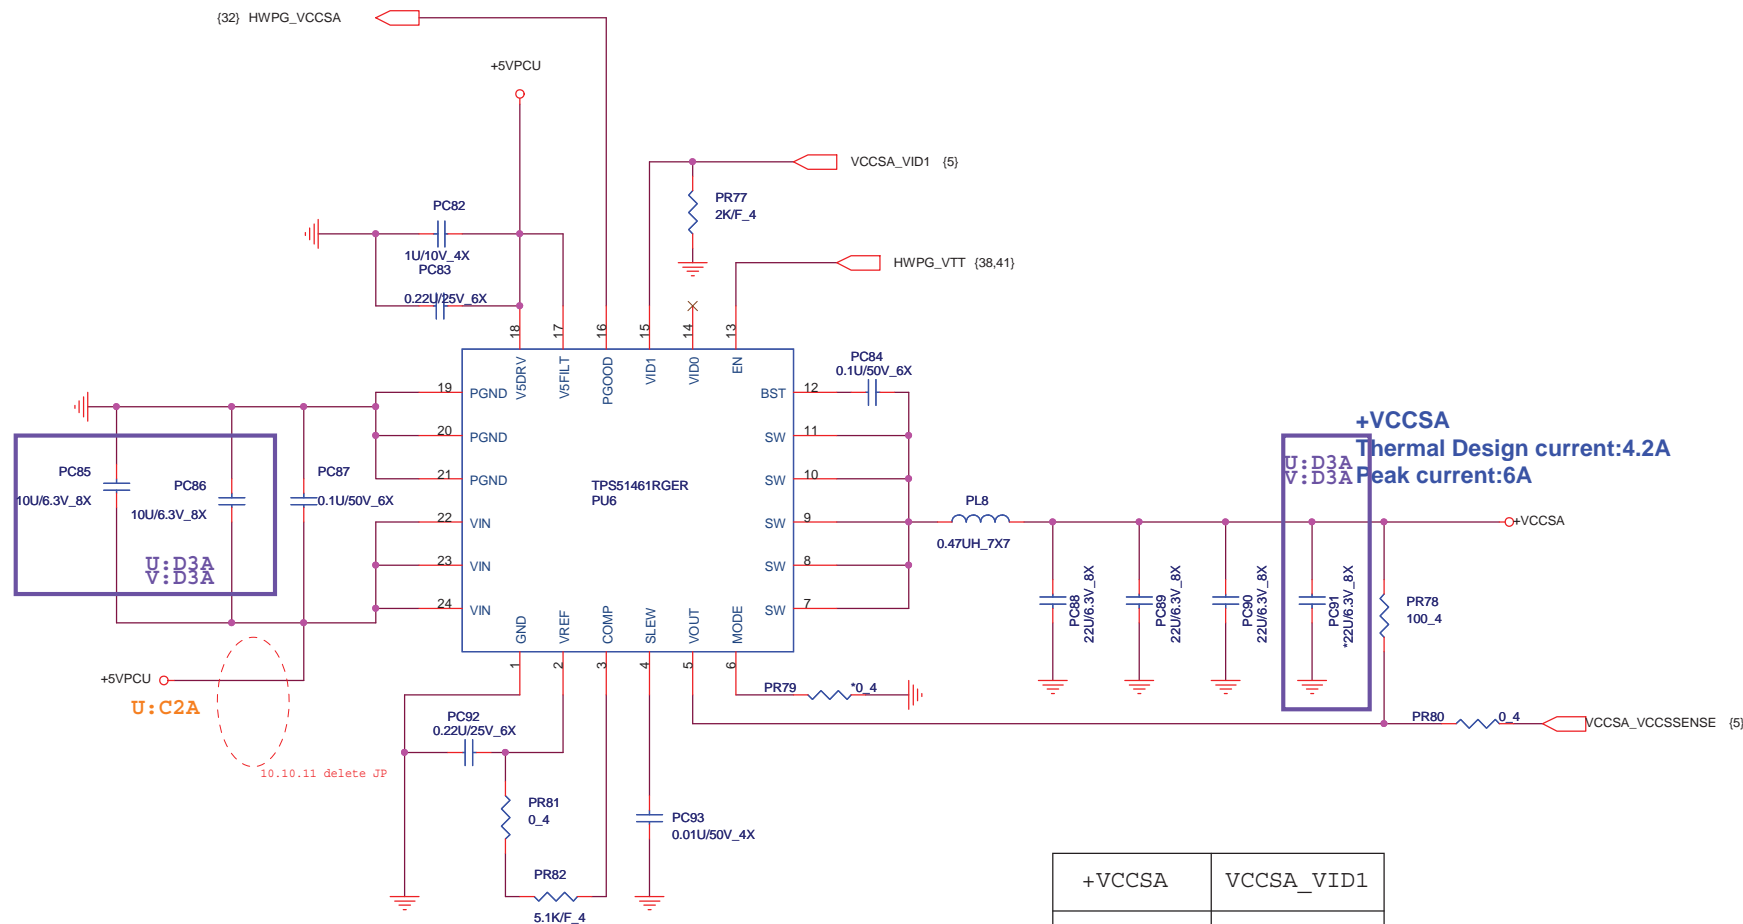 {32} HWPG_VCCSA
+5VPCU
VCCSA_VID1 {5}
PR77
2K/F_4
PC82
1U/10V_4X
PC83
0.22U/25V_6X
HWPG_VTT {38,41}
18
17
16
15
14
13
V5DRV
V5FILT
PGOOD
VID1
VID0
EN
PC84
0.1U/50V_6X
19 PGND
BST 12
20 PGND
SW 11
21 PGND
SW 10
22 VIN
SW 9
23 VIN
SW 8
24 VIN
SW 7
TPS51461RGER
PU6
PC85
10U/6.3V_8X
PC86
10U/6.3V_8X
PC87
0.1U/50V_6X
U:D3A
V:D3A
+VCCSA
Thermal Design current:4.2A
Peak current:6A
U:D3A
V:D3A
PL8
0.47UH_7X7
+VCCSA
PC88
22U/6.3V_8X
PC89
22U/6.3V_8X
PC90
22U/6.3V_8X
PC91
*22U/6.3V_8X
PR78
100_4
GND
VREF
COMP
SLEW
VOUT
MODE
1
2
3
4
5
6
+5VPCU
U:C2A
10.10.11 delete JP
PR79 *0_4
PR80 0_4
VCCSA_VCCSSENSE {5}
PC92
0.22U/25V_6X
PR81
0_4
PC93
0.01U/50V_4X
PR82
5.1K/F_4
+VCCSA VCCSA_VID1